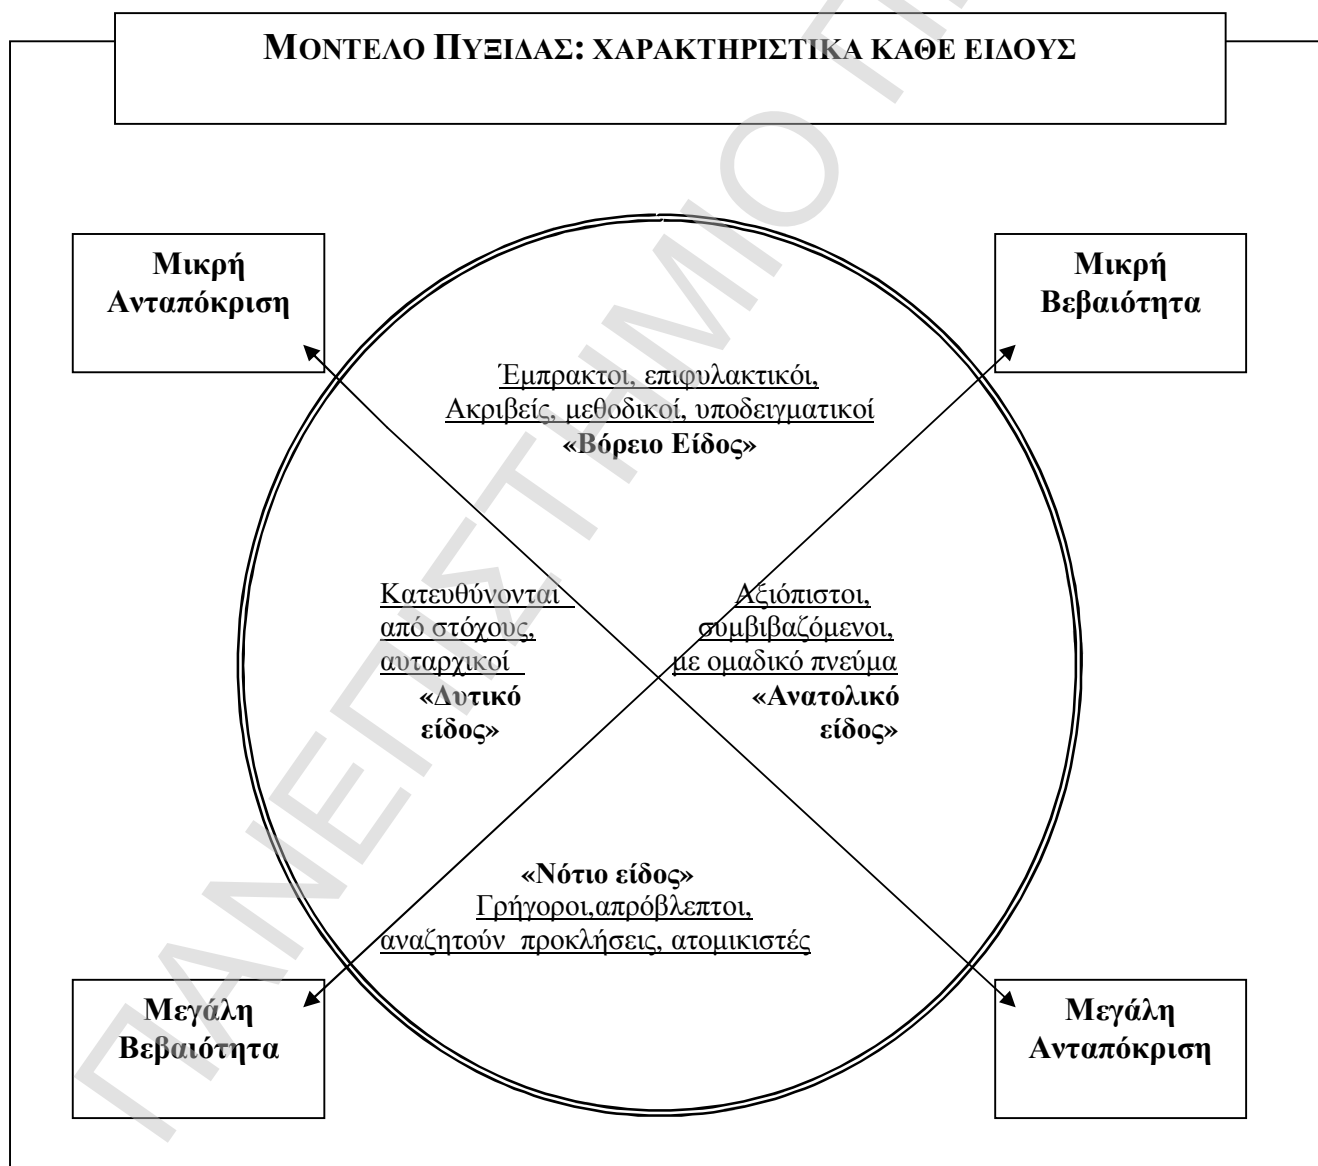 ΜΟΝΤΕΛΟ ΠΥΞΙΔΑΣ: ΧΑΡΑΚΤΗΡΙΣΤΙΚΑ ΚΑΘΕ ΕΙΔΟΥΣ
Μικρή
Ανταπόκριση
Μικρή
Βεβαιότητα
Έμπρακτοι, επιφυλακτικόι,
Ακριβείς, μεθοδικοί, υποδειγματικοί
«Βόρειο Είδος»
Κατευθύνονται
από στόχους,
αυταρχικοί
«Δυτικό
είδος»
Αξιόπιστοι,
συμβιβαζόμενοι,
με ομαδικό πνεύμα
«Ανατολικό
είδος»
«Νότιο είδος»
Γρήγοροι,απρόβλεπτοι,
αναζητούν προκλήσεις, ατομικιστές
Μεγάλη
Βεβαιότητα
Μεγάλη
Ανταπόκριση
ΠΑΝΕΠΙΣΤΗΜΙΟ